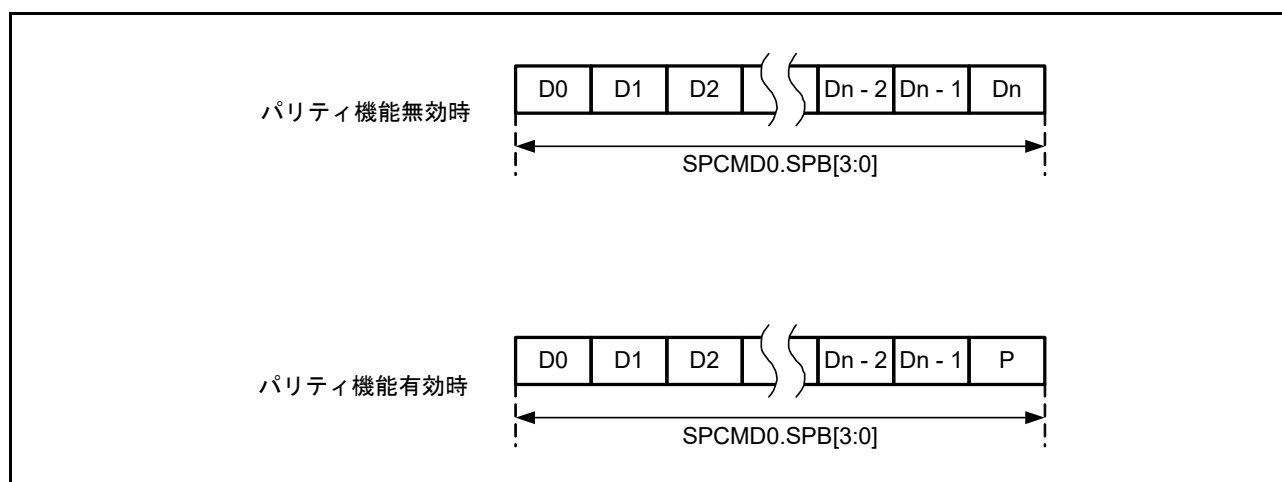 パリティ機能無効時
D0 D1 D2 Dn - 2 Dn - 1 Dn
SPCMD0.SPB[3:0]
パリティ機能有効時
D0 D1 D2 Dn - 2 Dn - 1 P
SPCMD0.SPB[3:0]